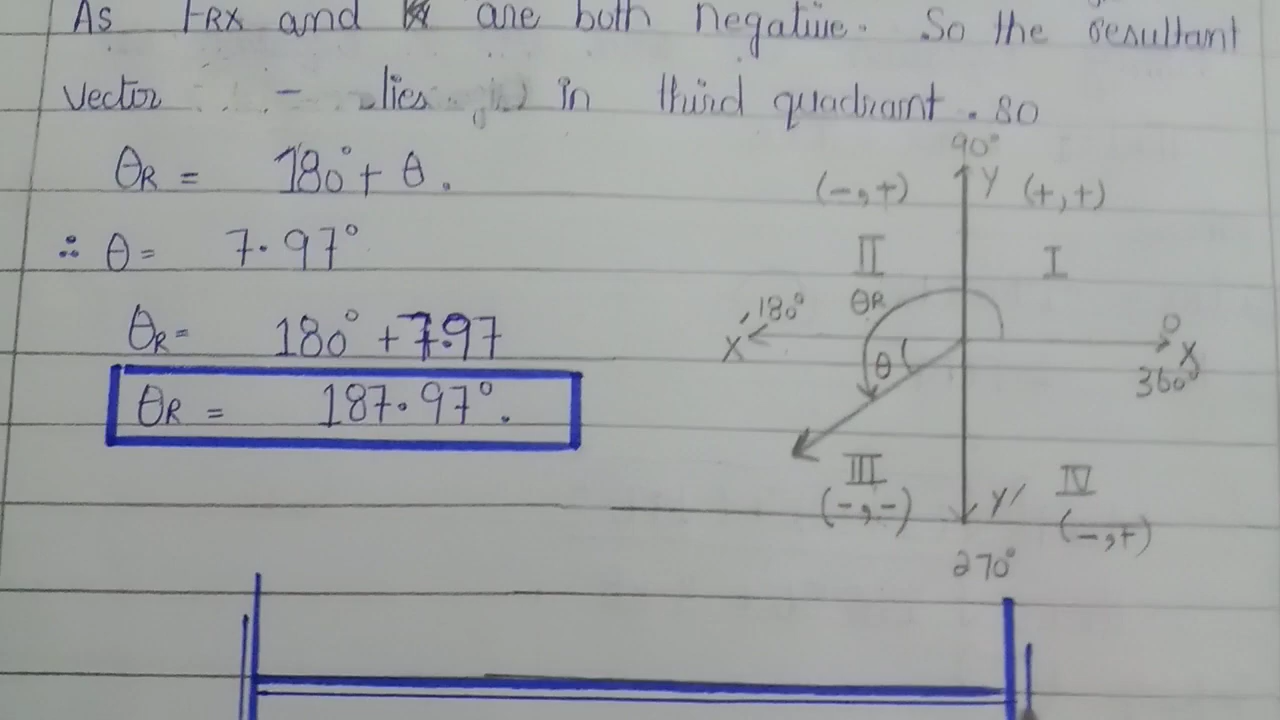 As FRX and are both negative. So the resultant
vector - lies in third quadrant. so
θR = 180° + θ.
∴ θ = 7.97°
θR = 180° + 7.97
θR = 187.97°.
90°
(-,+) Y (+,+)
II I
,180° θR 0
X θ X
360°
III Y' IV
(-,-) (-,+)
270°